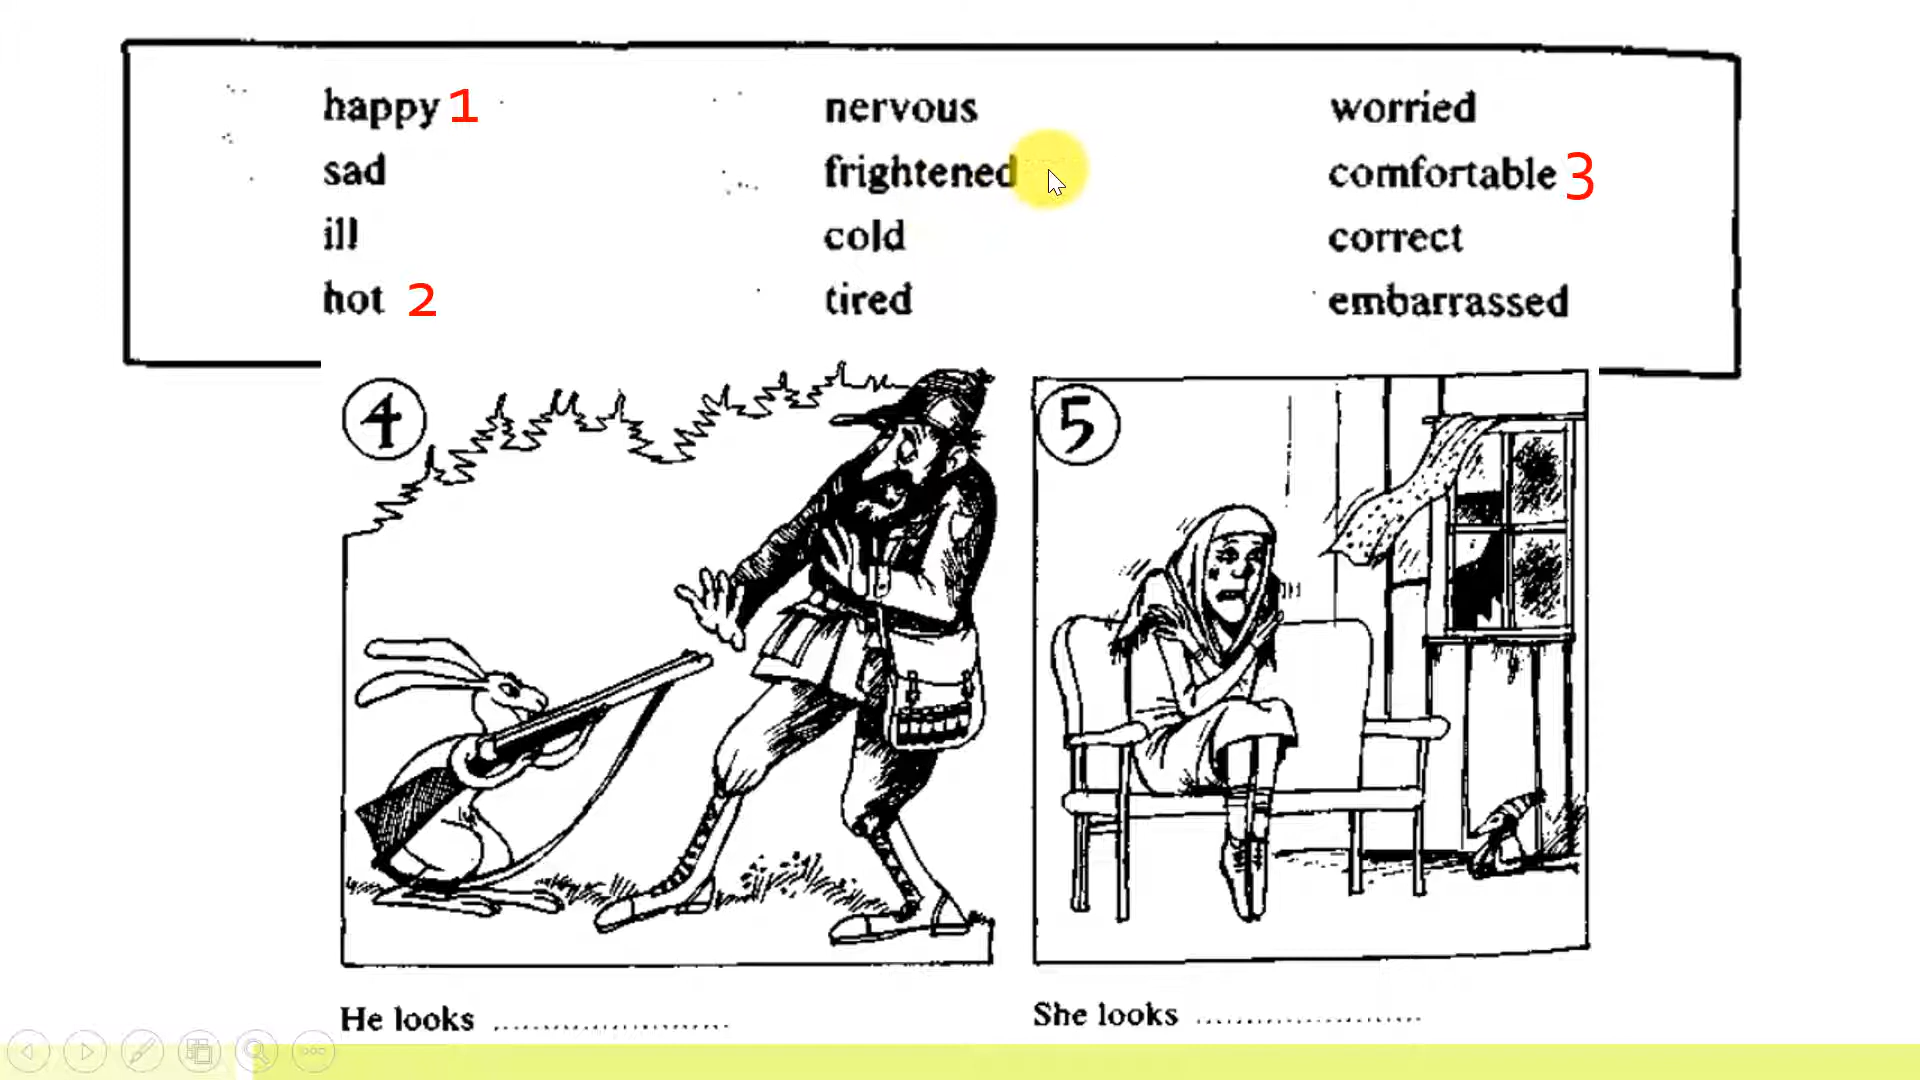 happy 1 nervous worried
sad frightened comfortable 3
ill cold correct
hot 2 tired embarrassed
4 5
He looks ........................
She looks ........................